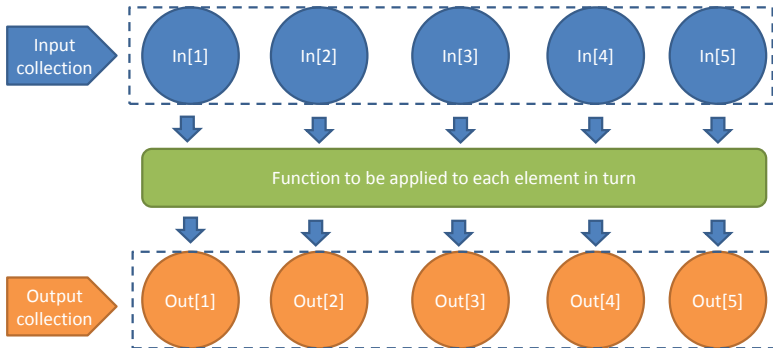 Input
collection
In[1]
In[2]
In[3]
In[4]
In[5]
Function to be applied to each element in turn
Output
collection
Out[1]
Out[2]
Out[3]
Out[4]
Out[5]